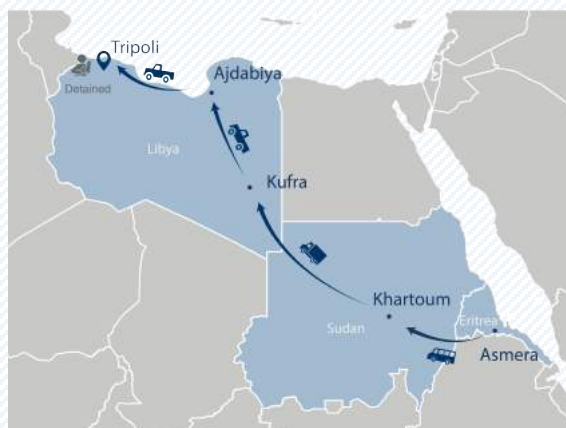 Tripoli
Ajdabiya
Detained
Libya
Kufra
Khartoum
Eritrea
Sudan
Asmera